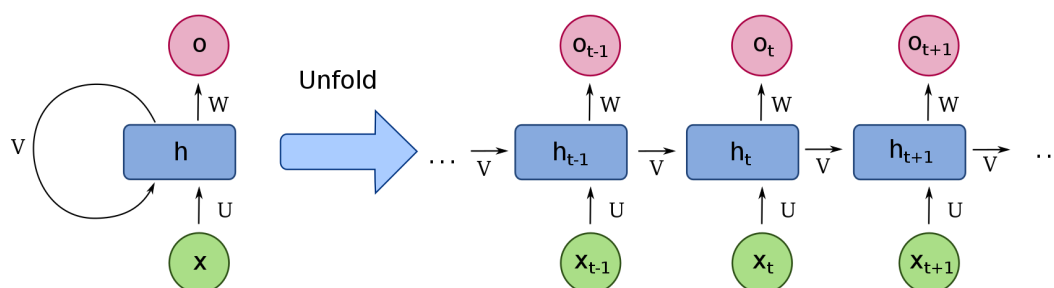 o
W
V
h
U
x
Unfold
...
V
o_{t-1}
W
h_{t-1}
V
U
x_{t-1}
o_t
W
h_t
V
U
x_t
o_{t+1}
W
h_{t+1}
V
U
x_{t+1}
..